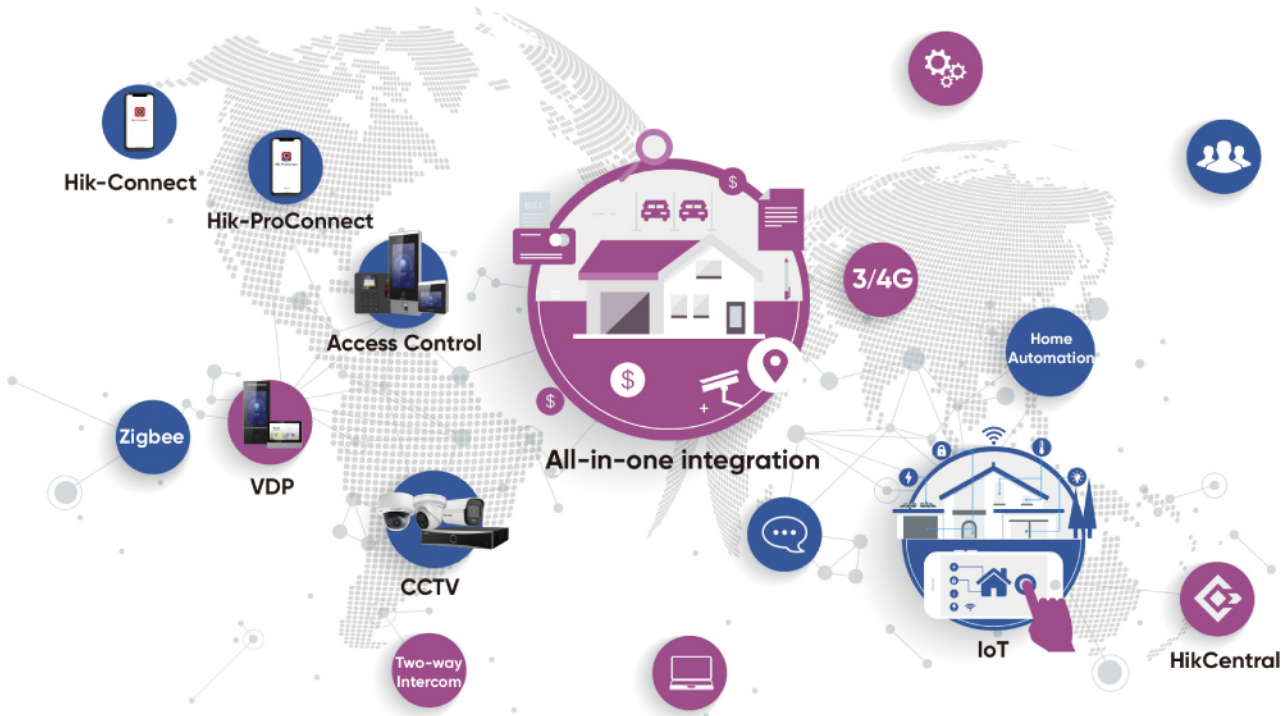 Hik-Connect
Hik-ProConnect
BILL
$
3/4G
Access Control
Home
Automation
$
$
Zigbee
All-in-one integration
VDP
CCTV
IoT
Two-way
Intercom
HikCentral